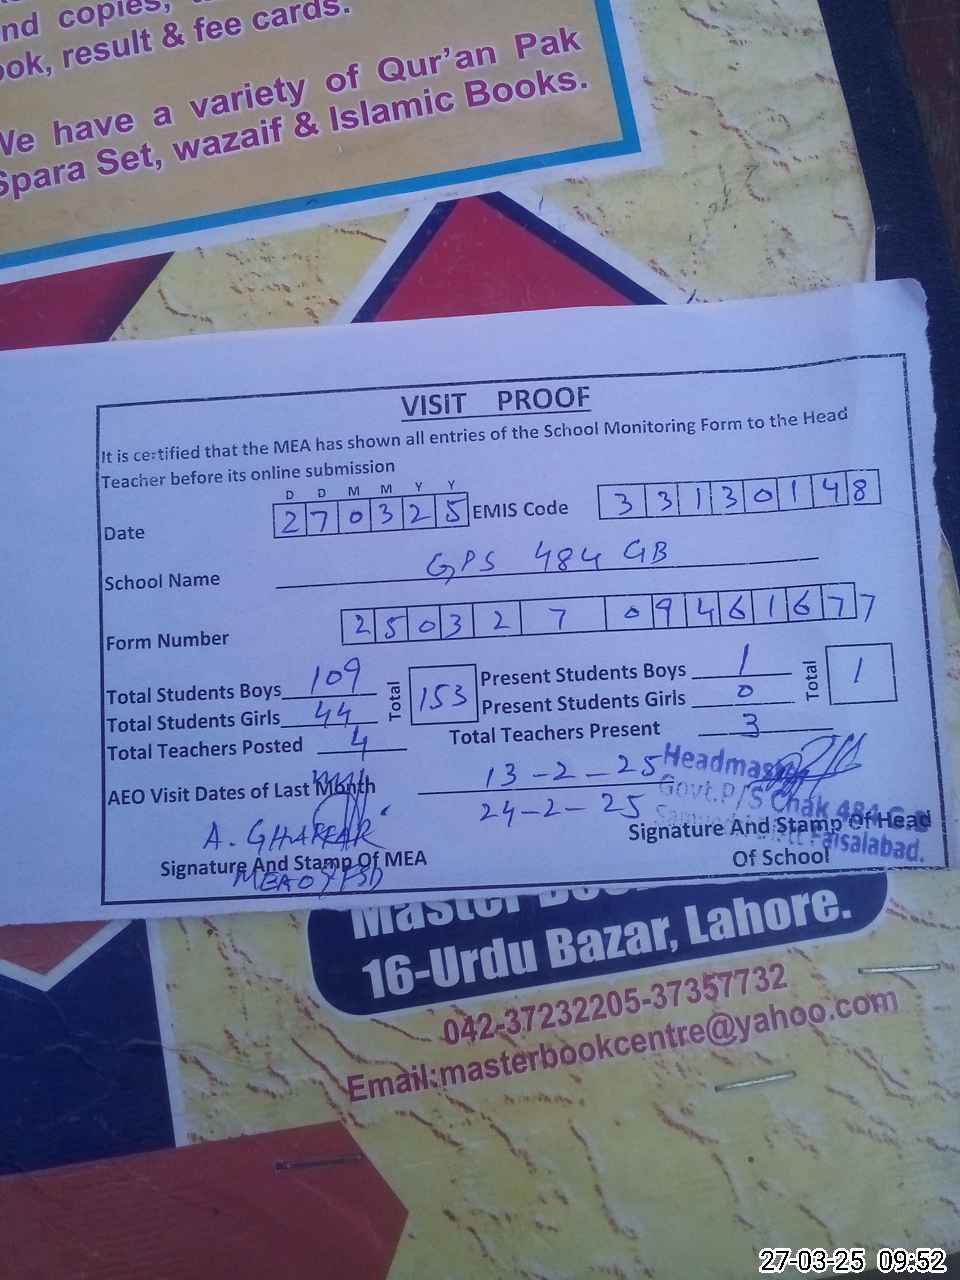 nd copies,
ook, result & fee cards.
We have a variety of Qur'an Pak
Spara Set, wazaif & Islamic Books.
VISIT PROOF
It is certified that the MEA has shown all entries of the School Monitoring Form to the Head
Teacher before its online submission
D D M M Y Y
Date 2 7 0 3 2 5 EMIS Code 3 3 1 3 0 1 4 8
School Name GPS 484 GB
Form Number 2 5 0 3 2 7 0 9 4 6 1 6 7 7
Total Students Boys 109 Total 153 Present Students Boys 1 Total 1
Total Students Girls 44 Present Students Girls 0
Total Teachers Posted 4 Total Teachers Present 3
AEO Visit Dates of Last Month 13-2-25
24-2-25
Headmaster
Govt. P/S Chak 484 G.B
Faisalabad.
A. GHAFFAR
Signature And Stamp Of MEA
MEA 03 FSD
Signature And Stamp Of Head
Of School
Master
16-Urdu Bazar, Lahore.
042-37232205-37357732
Email:masterbookcentre@yahoo.com
27-03-25 09:52